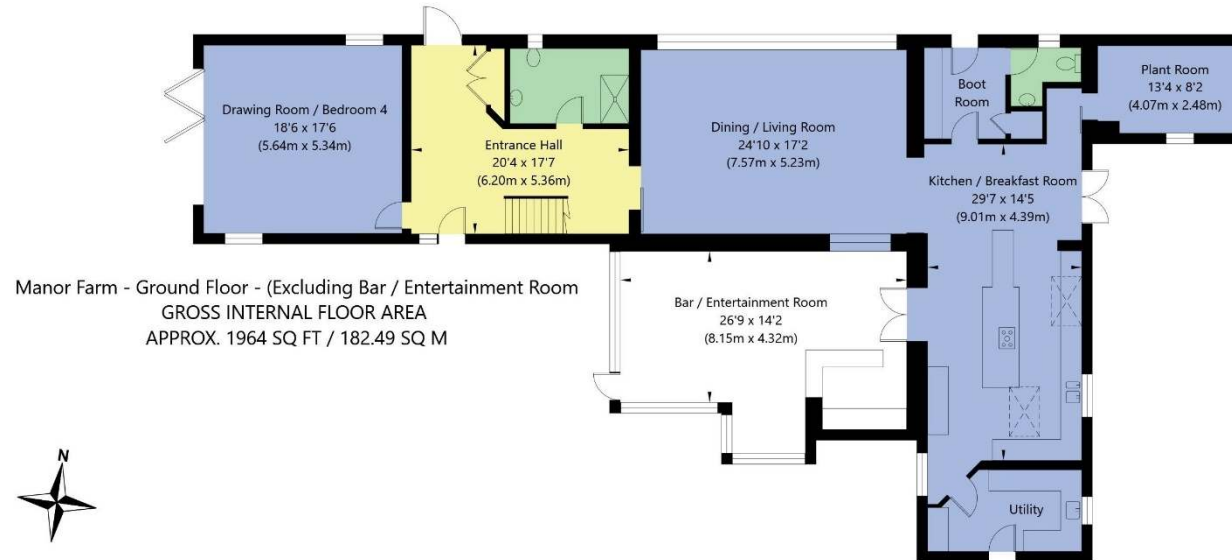 Drawing Room / Bedroom 4
18'6 x 17'6
(5.64m x 5.34m)
Entrance Hall
20'4 x 17'7
(6.20m x 5.36m)
Dining / Living Room
24'10 x 17'2
(7.57m x 5.23m)
Boot
Room
Plant Room
13'4 x 8'2
(4.07m x 2.48m)
Kitchen / Breakfast Room
29'7 x 14'5
(9.01m x 4.39m)
Manor Farm - Ground Floor - (Excluding Bar / Entertainment Room
GROSS INTERNAL FLOOR AREA
APPROX. 1964 SQ FT / 182.49 SQ M
Bar / Entertainment Room
26'9 x 14'2
(8.15m x 4.32m)
N
Utility